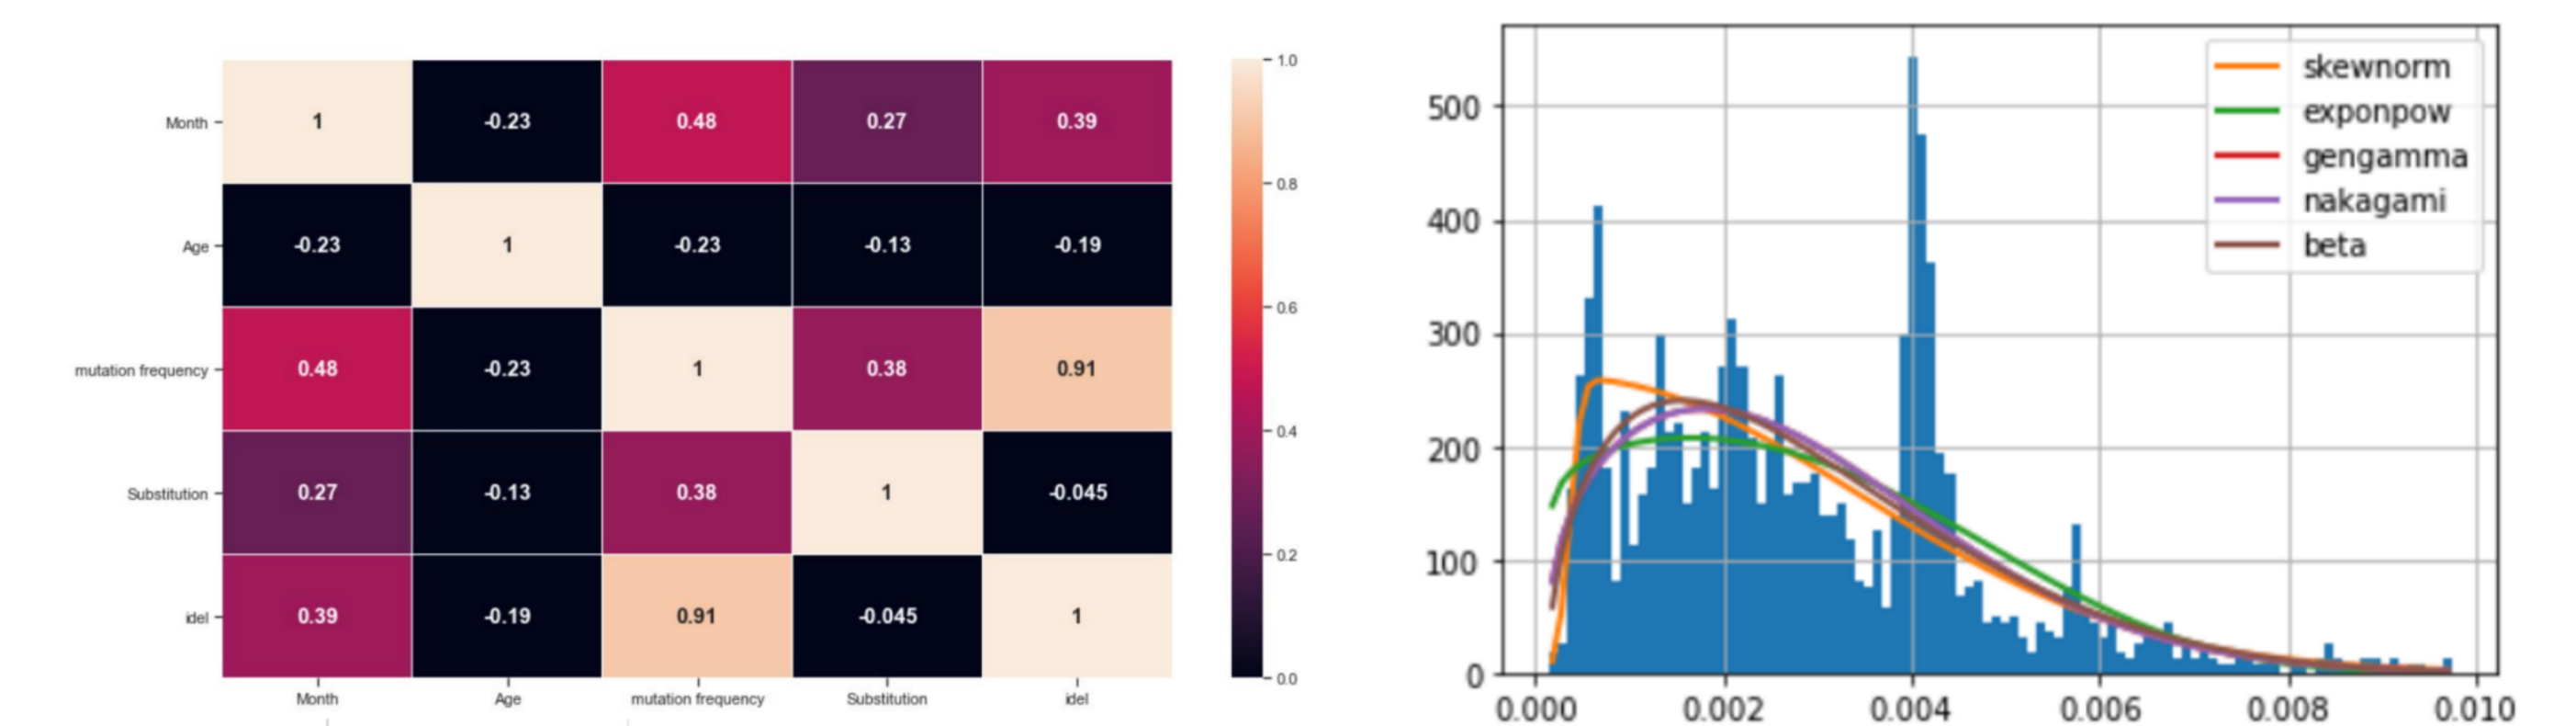 Month 1 -0.23 0.48 0.27 0.39
Age -0.23 1 -0.23 -0.13 -0.19
mutation frequency 0.48 -0.23 1 0.38 0.91
Substitution 0.27 -0.13 0.38 1 -0.045
idel 0.39 -0.19 0.91 -0.045 1
Month Age mutation frequency Substitution idel
1.0
0.8
0.6
0.4
0.2
0.0
500
400
300
200
100
0
0.000 0.002 0.004 0.006 0.008 0.010
skewnorm
exponpow
gengamma
nakagami
beta